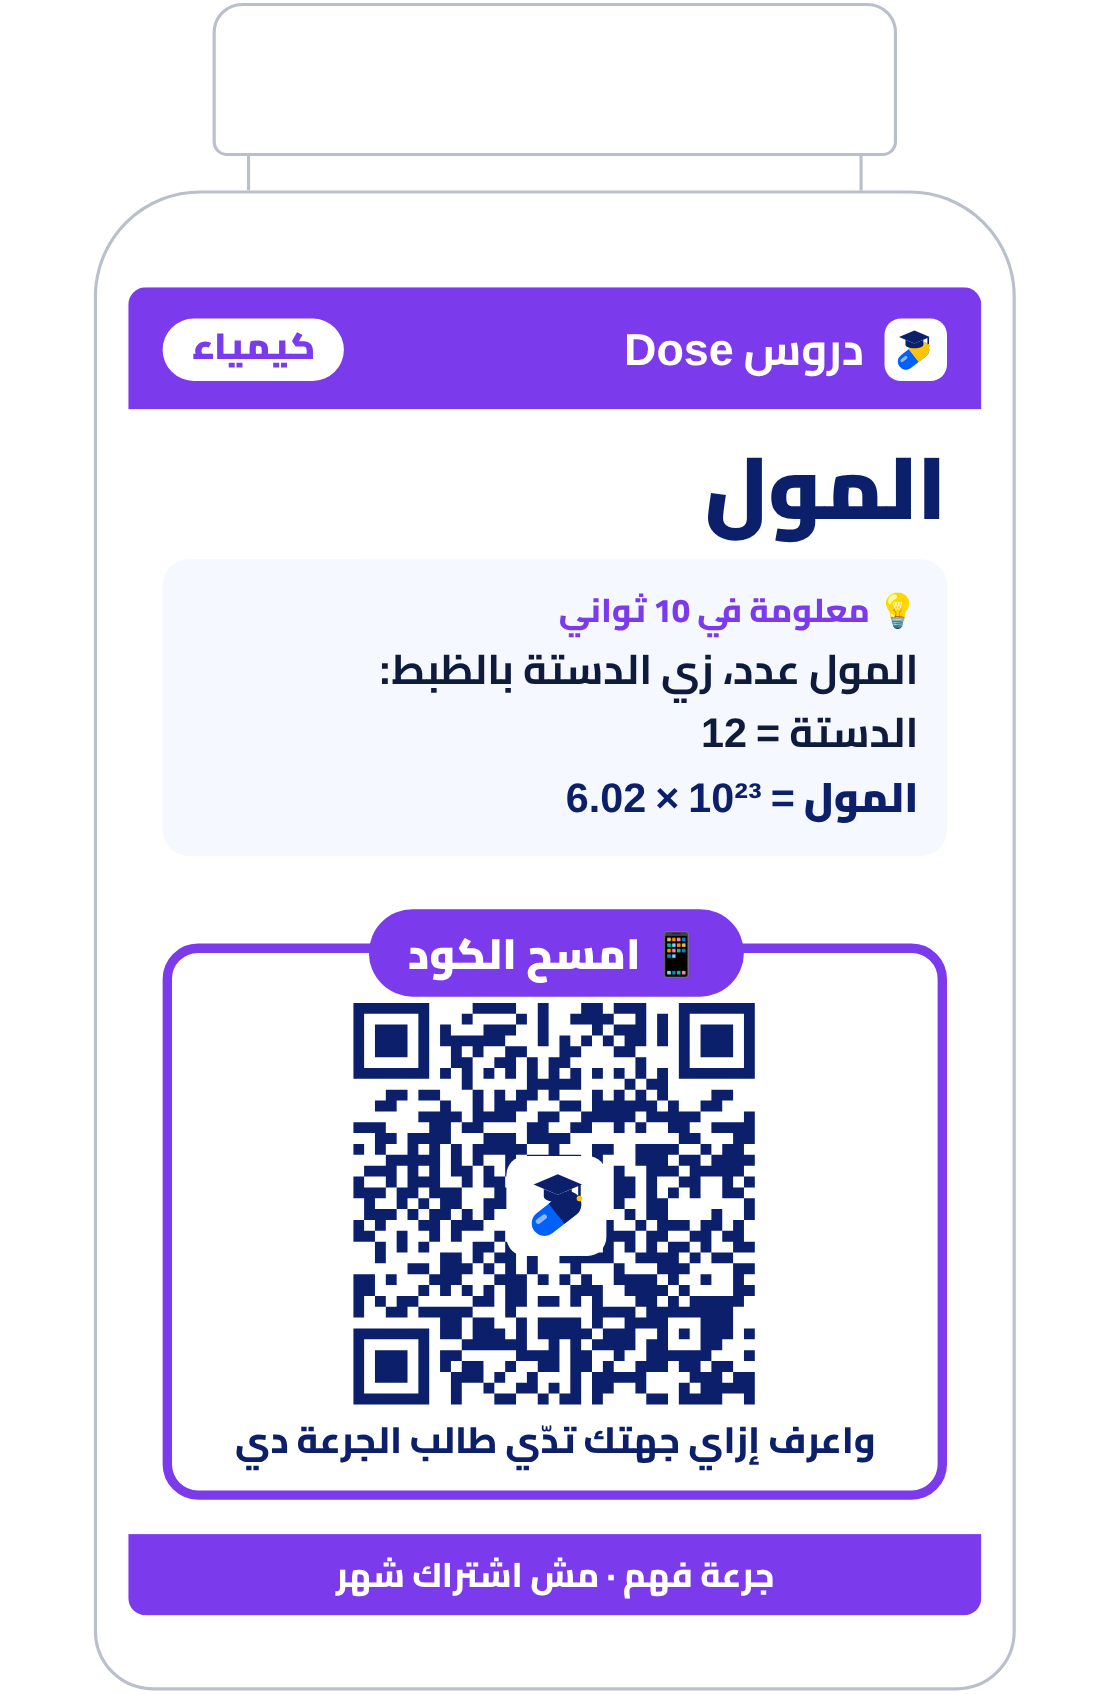 دروس Dose
كيمياء
المول
💡 معلومة في 10 ثواني
المول عدد، زي الدستة بالظبط:
الدستة = 12
المول = 6.02 × 10²³
📱 امسح الكود
واعرف إزاي جهتك تدّي طالب الجرعة دي
جرعة فهم · مش اشتراك شهر